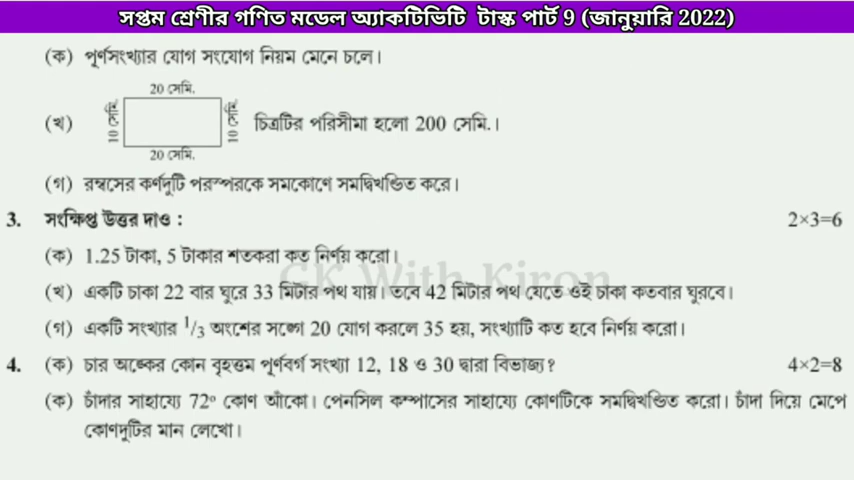 সপ্তম শ্রেণীর গণিত মডেল অ্যাকটিভিটি টাস্ক পার্ট 9 (জানুয়ারি 2022)
(ক) পূর্ণসংখ্যার যোগ সংযোগ নিয়ম মেনে চলে।
20 সেমি.
(খ) 10 সেমি. 10 সেমি. চিত্রটির পরিসীমা হলো 200 সেমি.।
20 সেমি.
(গ) রম্বসের কর্ণদুটি পরস্পরকে সমকোণে সমদ্বিখণ্ডিত করে।
3. সংক্ষিপ্ত উত্তর দাও : 2×3=6
(ক) 1.25 টাকা, 5 টাকার শতকরা কত নির্ণয় করো।
GK With Kiron
(খ) একটি চাকা 22 বার ঘুরে 33 মিটার পথ যায়। তবে 42 মিটার পথ যেতে ওই চাকা কতবার ঘুরবে।
(গ) একটি সংখ্যার 1/3 অংশের সঙ্গে 20 যোগ করলে 35 হয়, সংখ্যাটি কত হবে নির্ণয় করো।
4. (ক) চার অঙ্কের কোন বৃহত্তম পূর্ণবর্গ সংখ্যা 12, 18 ও 30 দ্বারা বিভাজ্য? 4×2=8
(ক) চাঁদার সাহায্যে 72° কোণ আঁকো। পেনসিল কম্পাসের সাহায্যে কোণটিকে সমদ্বিখণ্ডিত করো। চাঁদা দিয়ে মেপে
কোণদুটির মান লেখো।